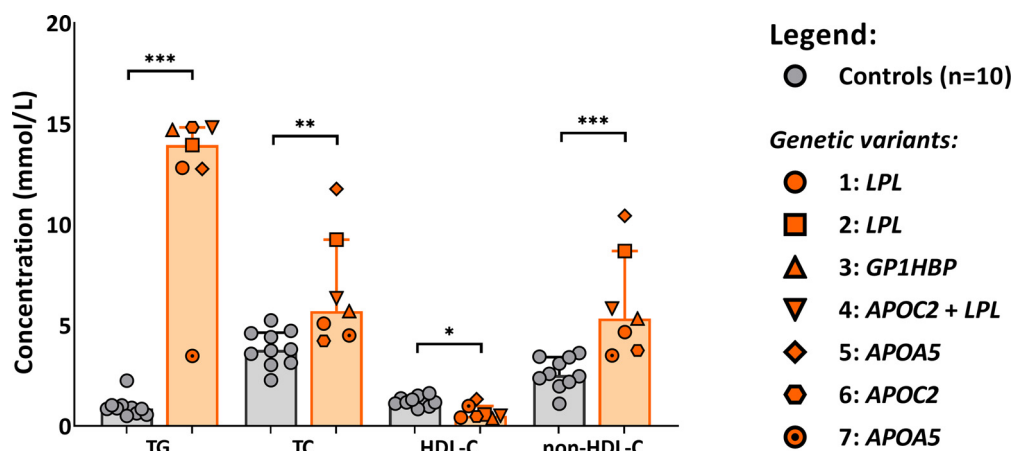 20
15
10
5
0
Concentration (mmol/L)
***
**
*
***
TG
TC
HDL-C
non-HDL-C
Legend:
Controls (n=10)
Genetic variants:
1: LPL
2: LPL
3: GP1HBP
4: APOC2 + LPL
5: APOA5
6: APOC2
7: APOA5